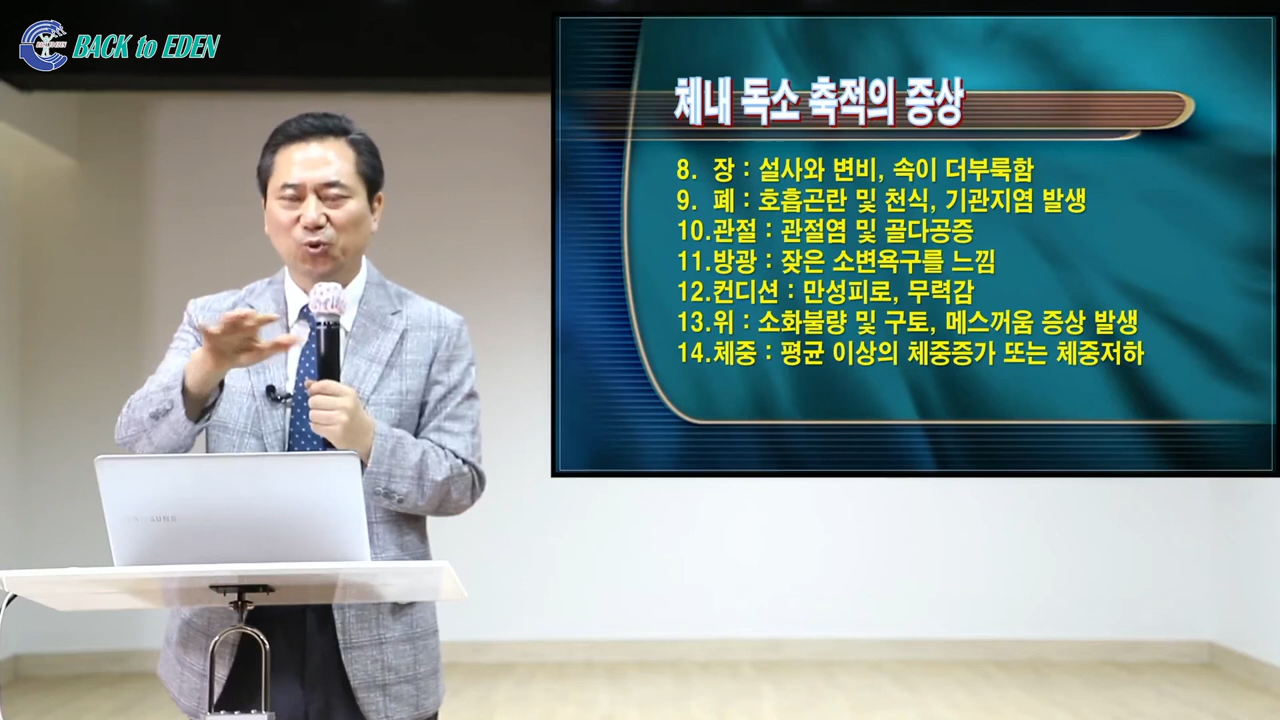 BACK to EDEN
체내 독소 축적의 증상
8. 장 : 설사와 변비, 속이 더부룩함
9. 폐 : 호흡곤란 및 천식, 기관지염 발생
10.관절 : 관절염 및 골다공증
11.방광 : 잦은 소변욕구를 느낌
12.컨디션 : 만성피로, 무력감
13.위 : 소화불량 및 구토, 메스꺼움 증상 발생
14.체중 : 평균 이상의 체중증가 또는 체중저하
SAMSUNG